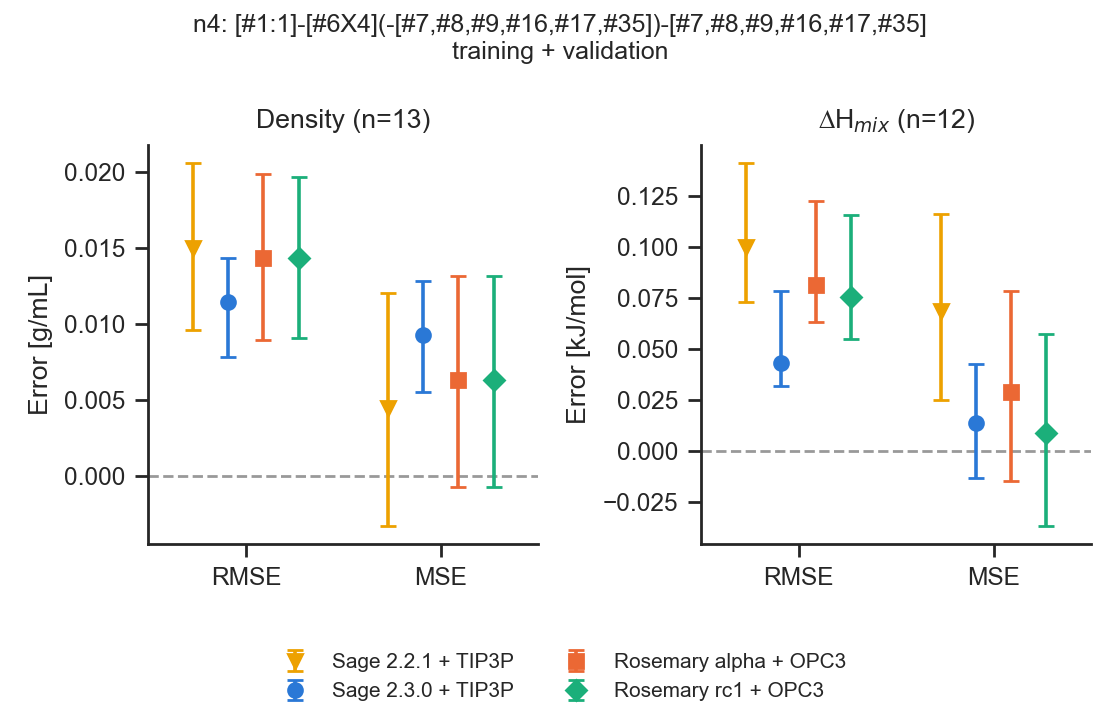 n4: [#1:1]-[#6X4](-[#7,#8,#9,#16,#17,#35])-[#7,#8,#9,#16,#17,#35]
training + validation
Density (n=13)
Error [g/mL]
0.020
0.015
0.010
0.005
0.000
RMSE MSE
ΔH_mix (n=12)
Error [kJ/mol]
0.125
0.100
0.075
0.050
0.025
0.000
−0.025
RMSE MSE
Sage 2.2.1 + TIP3P
Sage 2.3.0 + TIP3P
Rosemary alpha + OPC3
Rosemary rc1 + OPC3